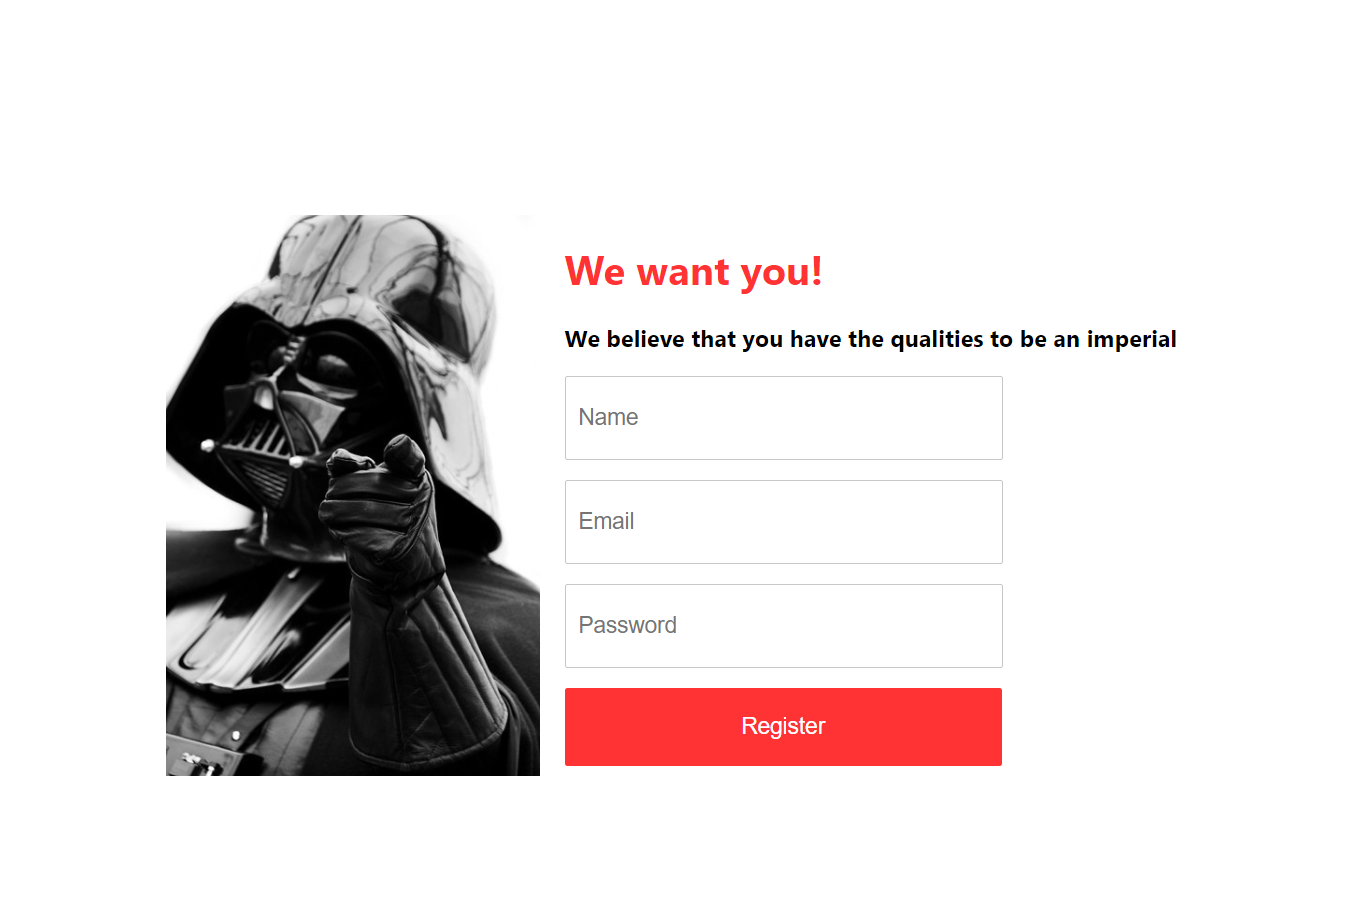 We want you!
We believe that you have the qualities to be an imperial
Name
Email
Password
Register